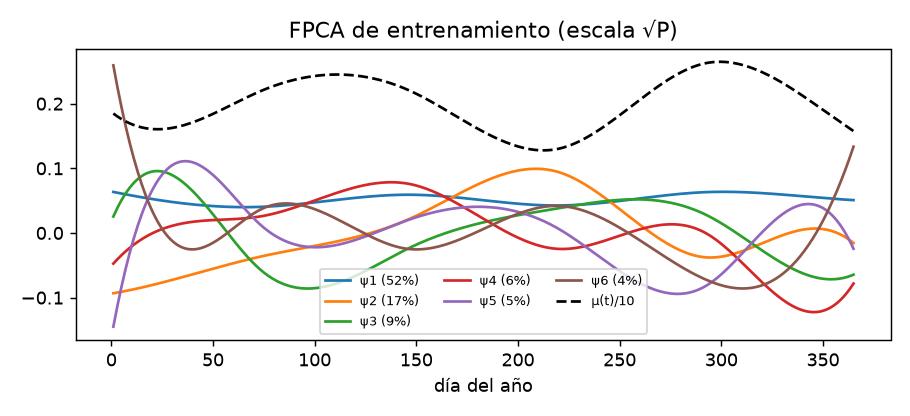 FPCA de entrenamiento (escala √P)
0.2
0.1
0.0
−0.1
ψ1 (52%) ψ4 (6%) ψ6 (4%)
ψ2 (17%) ψ5 (5%) μ(t)/10
ψ3 (9%)
0 50 100 150 200 250 300 350
día del año